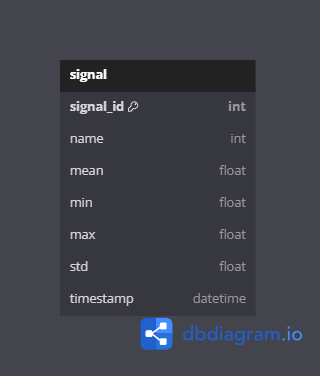 signal
signal_id int
name int
mean float
min float
max float
std float
timestamp datetime
dbdiagram.io